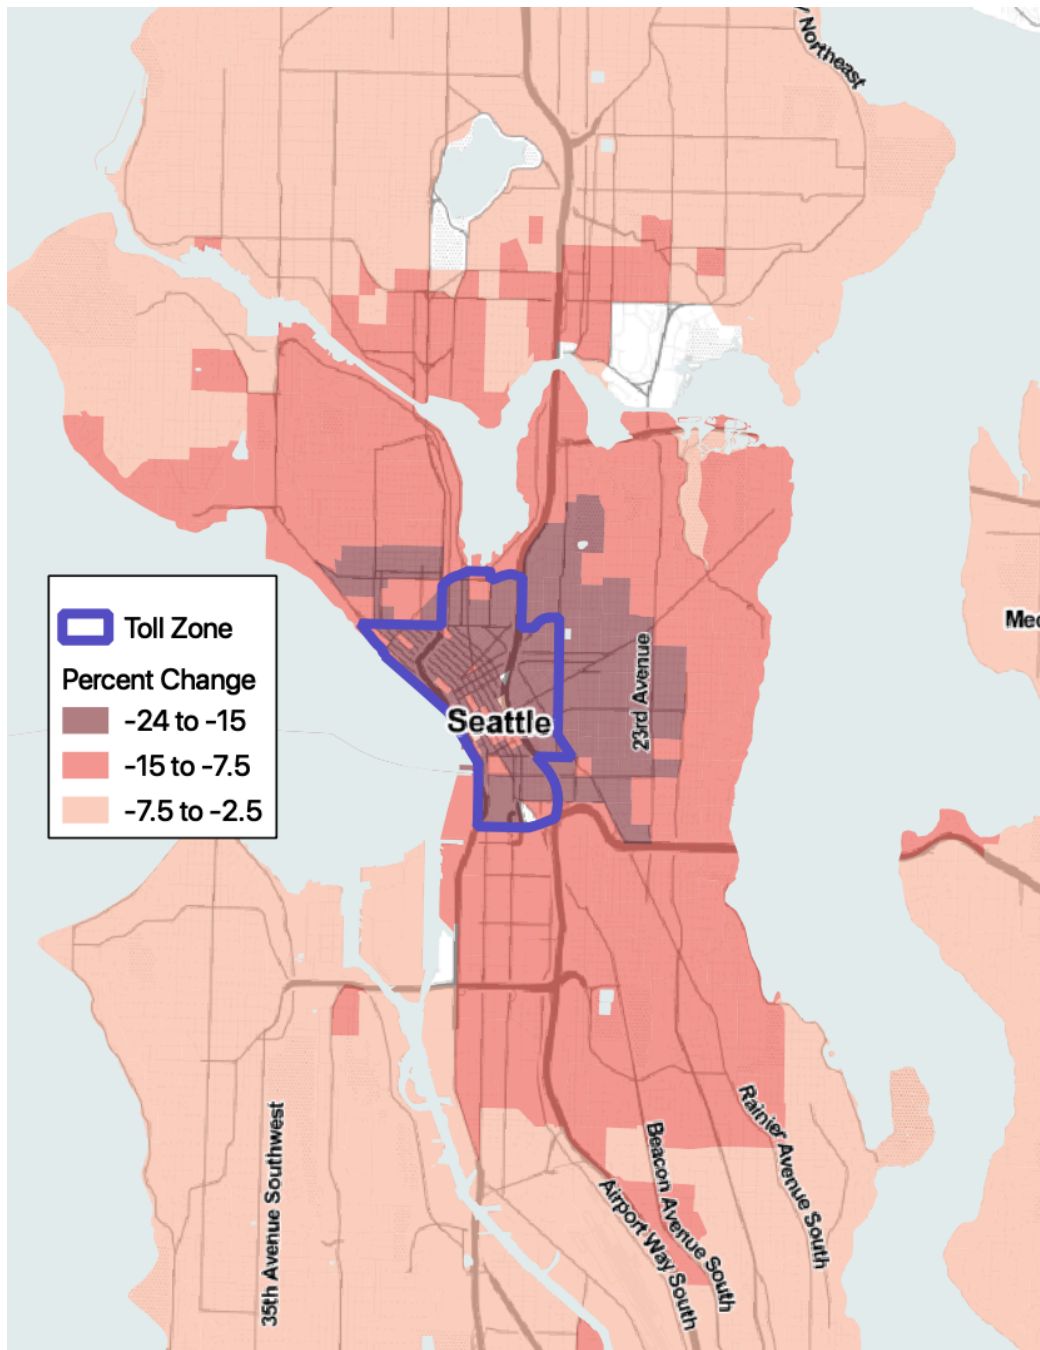 Northeast
Toll Zone
Percent Change
-24 to -15
-15 to -7.5
-7.5 to -2.5
Seattle
23rd Avenue
35th Avenue Southwest
Rainier Avenue South
Beacon Avenue South
Airport Way South